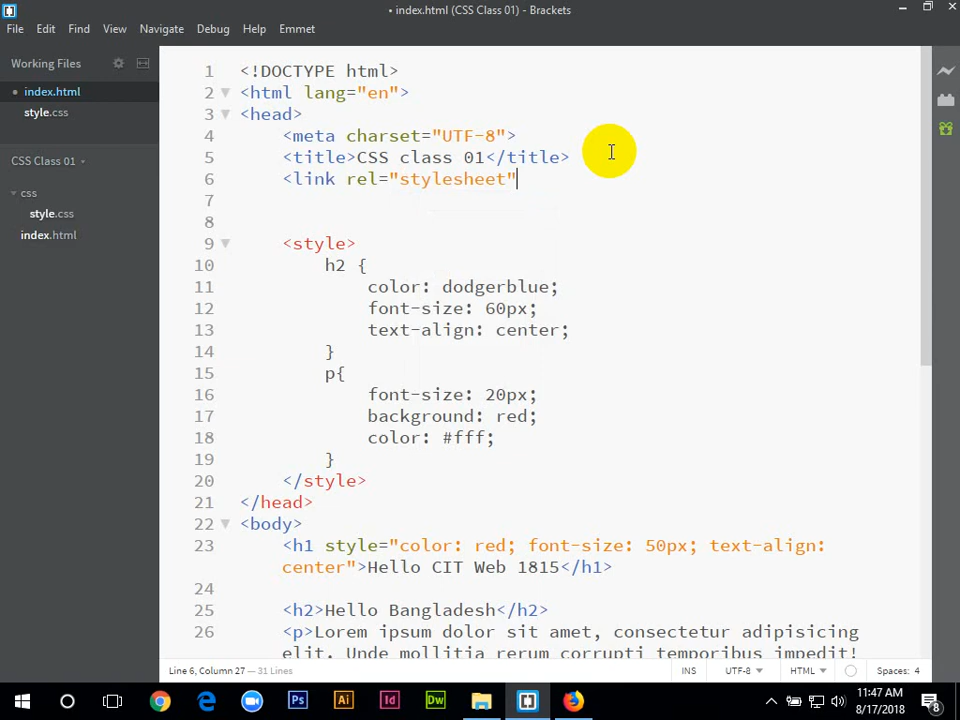 • index.html (CSS Class 01) - Brackets
File Edit Find View Navigate Debug Help Emmet
Working Files
• index.html
style.css
CSS Class 01
css
style.css
index.html
1 <!DOCTYPE html>
2 <html lang="en">
3 <head>
4 <meta charset="UTF-8">
5 <title>CSS class 01</title>
6 <link rel="stylesheet"
7
8
9 <style>
10 h2 {
11 color: dodgerblue;
12 font-size: 60px;
13 text-align: center;
14 }
15 p{
16 font-size: 20px;
17 background: red;
18 color: #fff;
19 }
20 </style>
21 </head>
22 <body>
23 <h1 style="color: red; font-size: 50px; text-align:
center">Hello CIT Web 1815</h1>
24
25 <h2>Hello Bangladesh</h2>
26 <p>Lorem ipsum dolor sit amet, consectetur adipisicing
elit. Unde mollitia rerum corrupti temporibus impedit!
Line 6, Column 27 — 31 Lines
INS UTF-8 HTML Spaces: 4
Ps Ai Id Dw
11:47 AM
8/17/2018
8